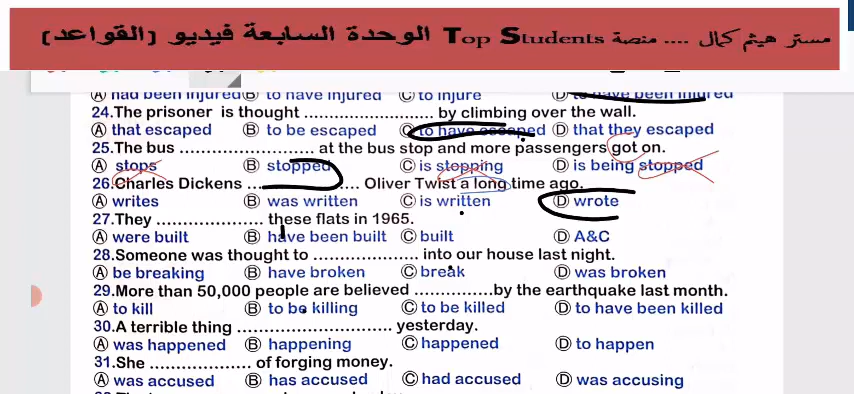 مستر هيثم كمال .... منصة Top Students الوحدة السابعة فيديو (القواعد)
Ⓐ had been injured Ⓑ to have injured Ⓒ to injure Ⓓ to have been injured
24.The prisoner is thought ........................ by climbing over the wall.
Ⓐ that escaped Ⓑ to be escaped Ⓒ to have escaped Ⓓ that they escaped
25.The bus ........................ at the bus stop and more passengers got on.
Ⓐ stops Ⓑ stopped Ⓒ is stopping Ⓓ is being stopped
26.Charles Dickens .................... Oliver Twist a long time ago.
Ⓐ writes Ⓑ was written Ⓒ is written Ⓓ wrote
27.They ................... these flats in 1965.
Ⓐ were built Ⓑ have been built Ⓒ built Ⓓ A&C
28.Someone was thought to ................... into our house last night.
Ⓐ be breaking Ⓑ have broken Ⓒ break Ⓓ was broken
29.More than 50,000 people are believed ..............by the earthquake last month.
Ⓐ to kill Ⓑ to be killing Ⓒ to be killed Ⓓ to have been killed
30.A terrible thing ............................ yesterday.
Ⓐ was happened Ⓑ happening Ⓒ happened Ⓓ to happen
31.She .................. of forging money.
Ⓐ was accused Ⓑ has accused Ⓒ had accused Ⓓ was accusing